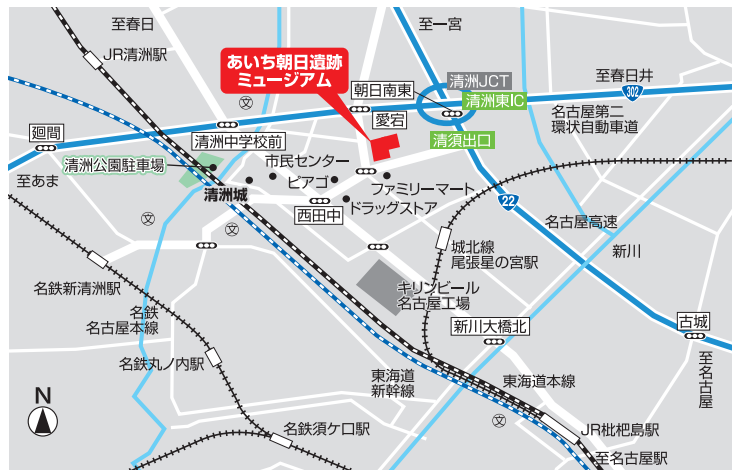 至春日
至一宮
JR清洲駅
あいち朝日遺跡
ミュージアム
清洲JCT
朝日南東
清洲東IC
至春日井
302
愛宕
名古屋第二
環状自動車道
文
廻間
清洲中学校前
清須出口
清洲公園駐車場
市民センター
至あま
ピアゴ
ファミリーマート
清洲城
西田中
ドラッグストア
22
名古屋高速
文
文
城北線
尾張星の宮駅
新川
名鉄新清洲駅
キリンビール
名古屋工場
名鉄
名古屋本線
新川大橋北
古城
名鉄丸ノ内駅
東海道
新幹線
東海道本線
至名古屋
N
名鉄須ケ口駅
文
JR枇杷島駅
至名古屋駅